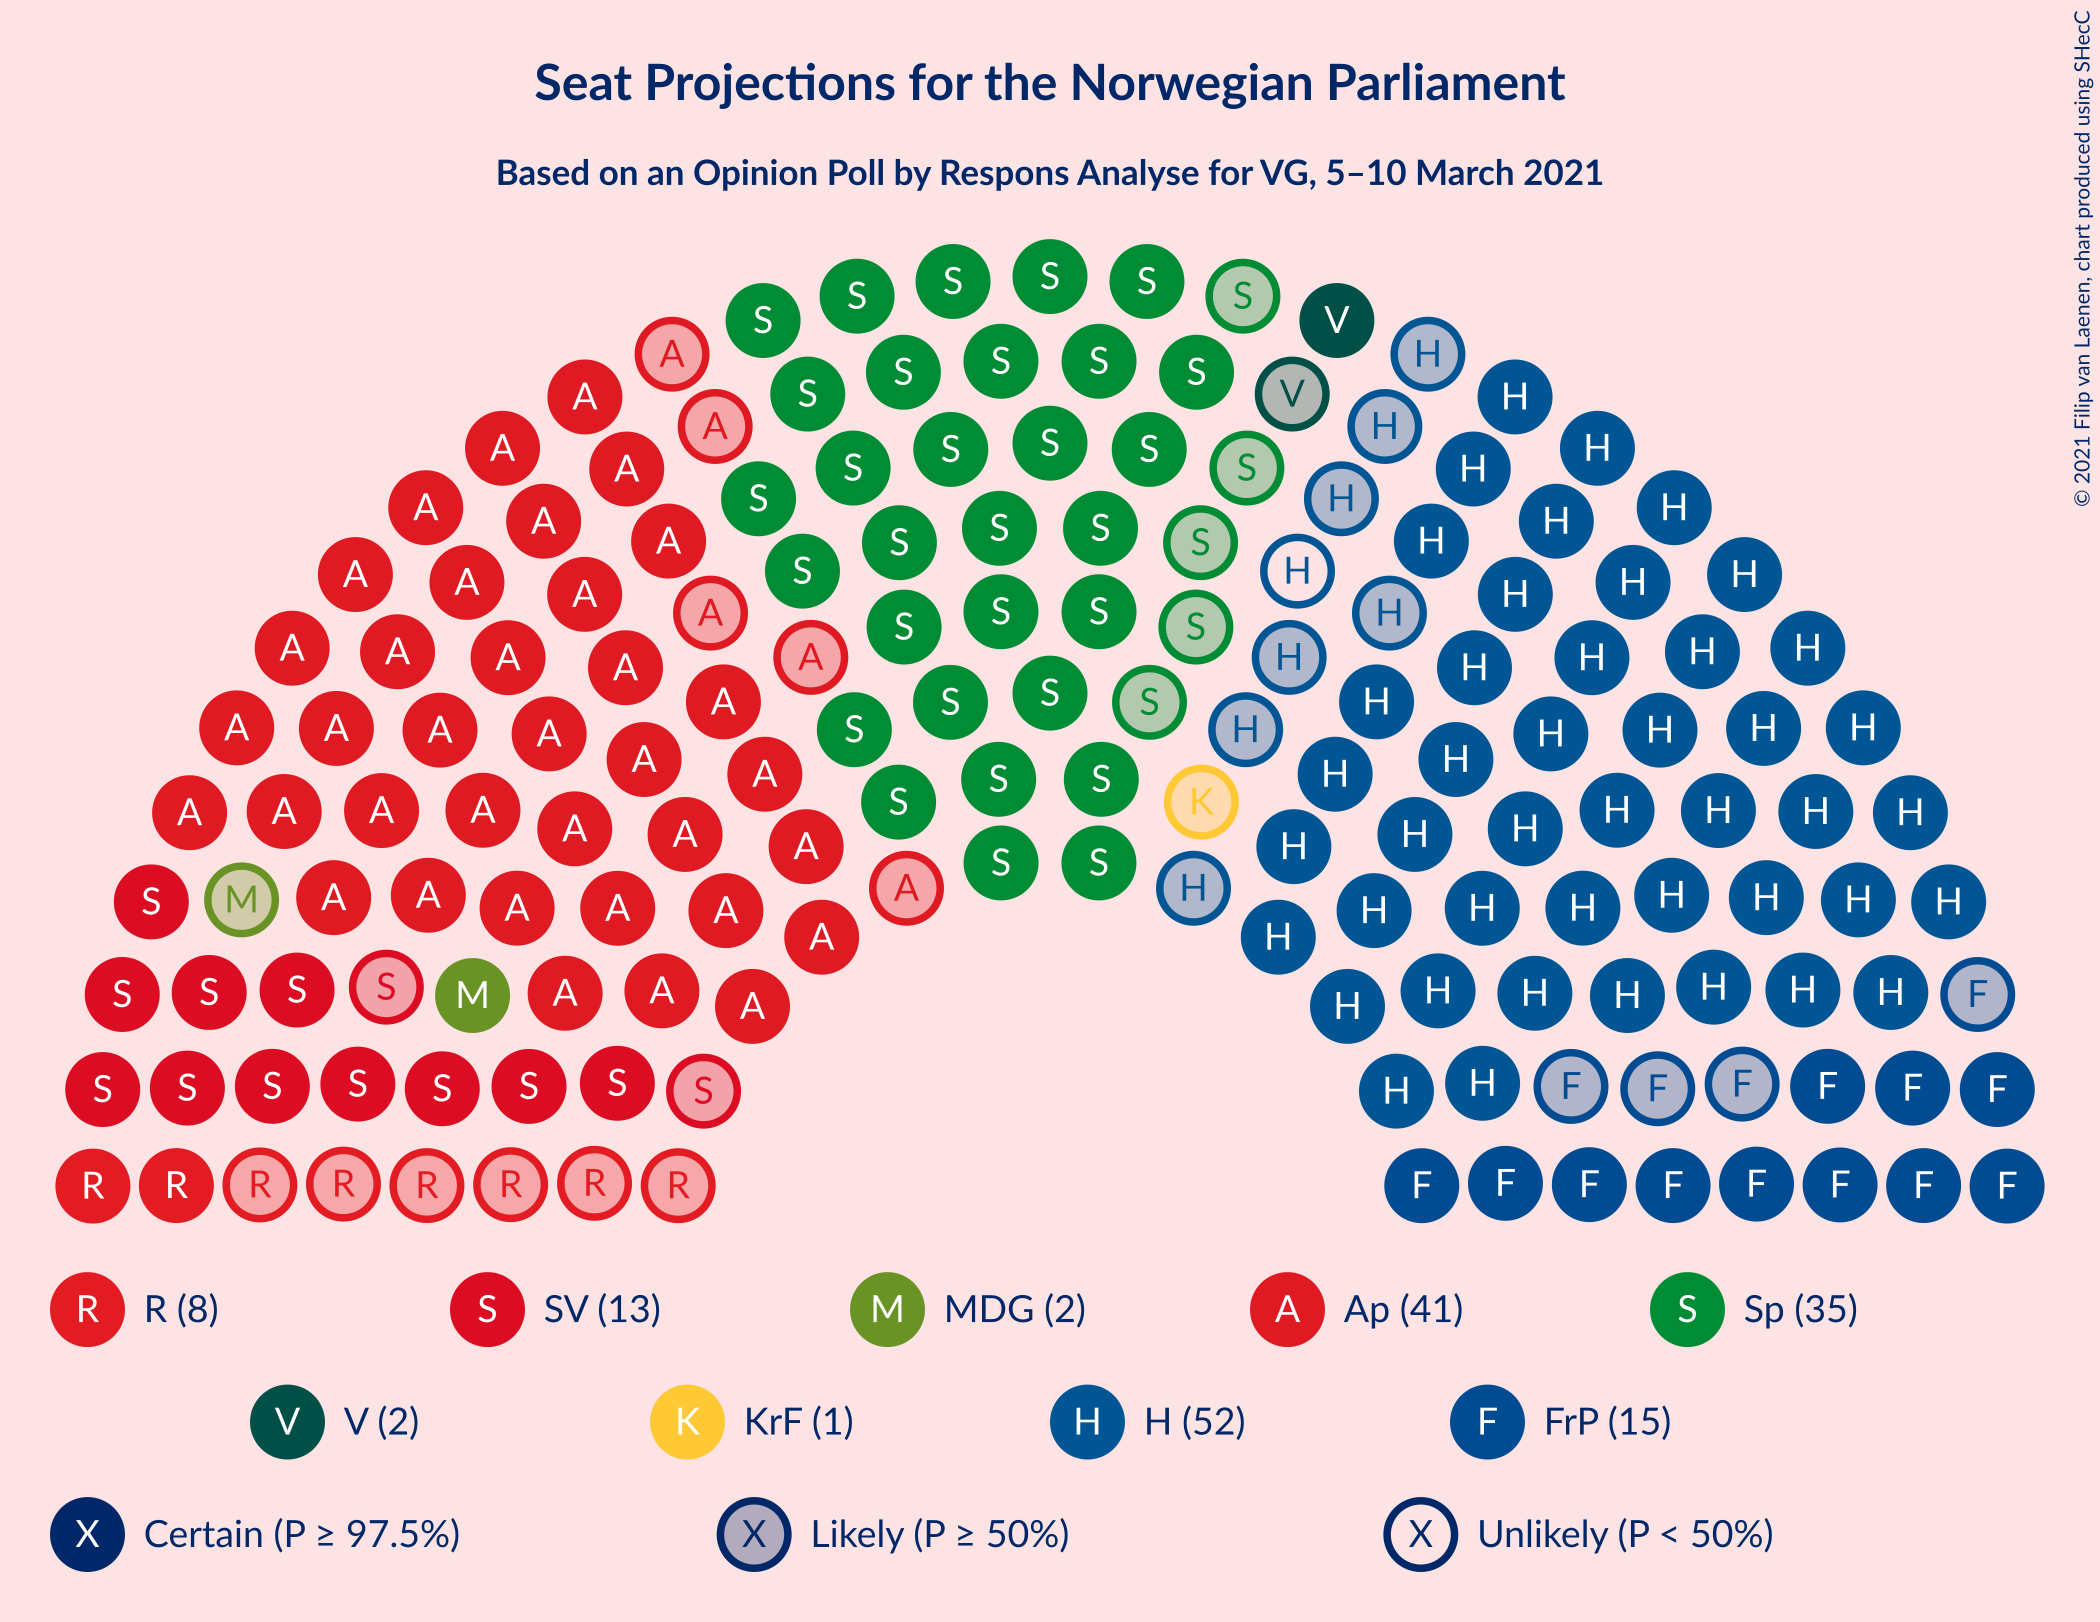 Seat Projections for the Norwegian Parliament
Based on an Opinion Poll by Respons Analyse for VG, 5–10 March 2021
© 2021 Filip van Laenen, chart produced using SHecC
S S S S S S V
A S S S S S V H
A A S S S S S H H
A A S S S S S H H
A A A S S S S H H H
A A A S S S S H H H
A A A A S S S H H H H
A A A A S S S S H H H H
A A A A A S S K H H H H H
S M A A A A A A S S H H H H H H H H
S S S S M A A A H H H H H H H F
S S S S S S S S H H F F F F F F
R R R R R R R R F F F F F F F F
R R (8) S SV (13) M MDG (2) A Ap (41) S Sp (35)
V V (2) K KrF (1) H H (52) F FrP (15)
X Certain (P ≥ 97.5%) X Likely (P ≥ 50%) X Unlikely (P < 50%)